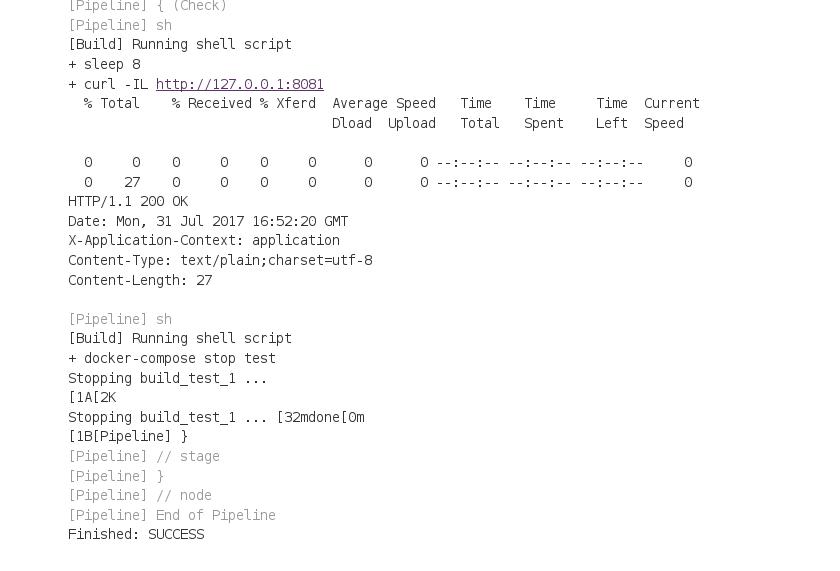 [Pipeline] { (Check)
[Pipeline] sh
[Build] Running shell script
+ sleep 8
+ curl -IL http://127.0.0.1:8081
  % Total    % Received % Xferd  Average Speed   Time    Time     Time  Current
                                 Dload  Upload   Total   Spent    Left  Speed
  0     0    0     0    0     0      0      0 --:--:-- --:--:-- --:--:--     0
  0    27    0     0    0     0      0      0 --:--:-- --:--:-- --:--:--     0
HTTP/1.1 200 OK
Date: Mon, 31 Jul 2017 16:52:20 GMT
X-Application-Context: application
Content-Type: text/plain;charset=utf-8
Content-Length: 27
[Pipeline] sh
[Build] Running shell script
+ docker-compose stop test
Stopping build_test_1 ...
[1A[2K
Stopping build_test_1 ... [32mdone[0m
[1B[Pipeline] }
[Pipeline] // stage
[Pipeline] }
[Pipeline] // node
[Pipeline] End of Pipeline
Finished: SUCCESS